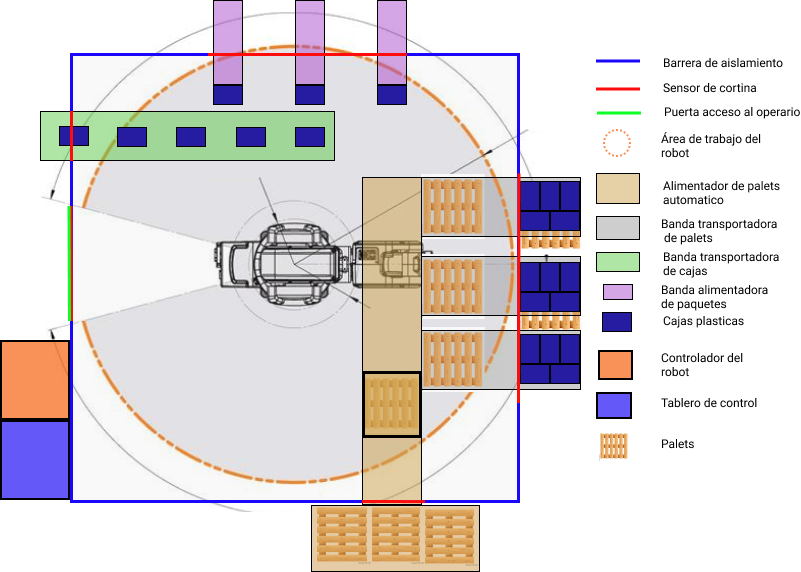 Barrera de aislamiento
Sensor de cortina
Puerta acceso al operario
Área de trabajo del
robot
Alimentador de palets
automatico
Banda transportadora
de palets
Banda transportadora
de cajas
Banda alimentadora
de paquetes
Cajas plasticas
Controlador del
robot
Tablero de control
Palets